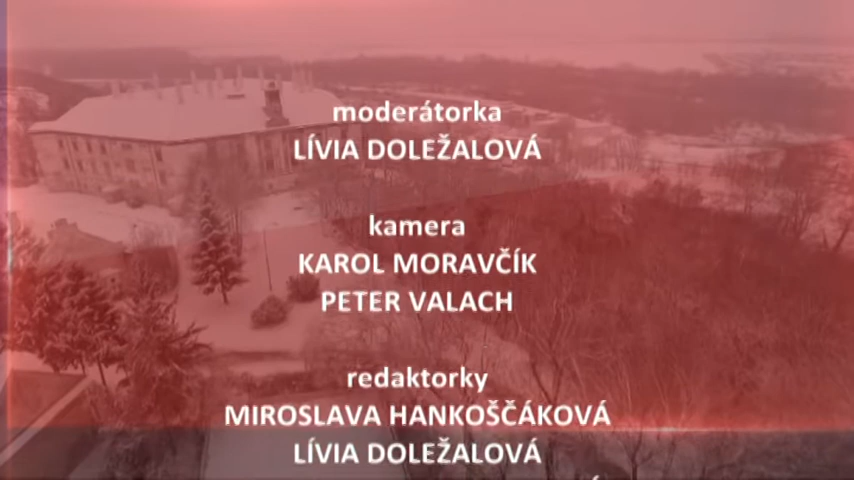 moderátorka
LÍVIA DOLEŽALOVÁ
kamera
KAROL MORAVČÍK
PETER VALACH
redaktorky
MIROSLAVA HANKOŠČÁKOVÁ
LÍVIA DOLEŽALOVÁ